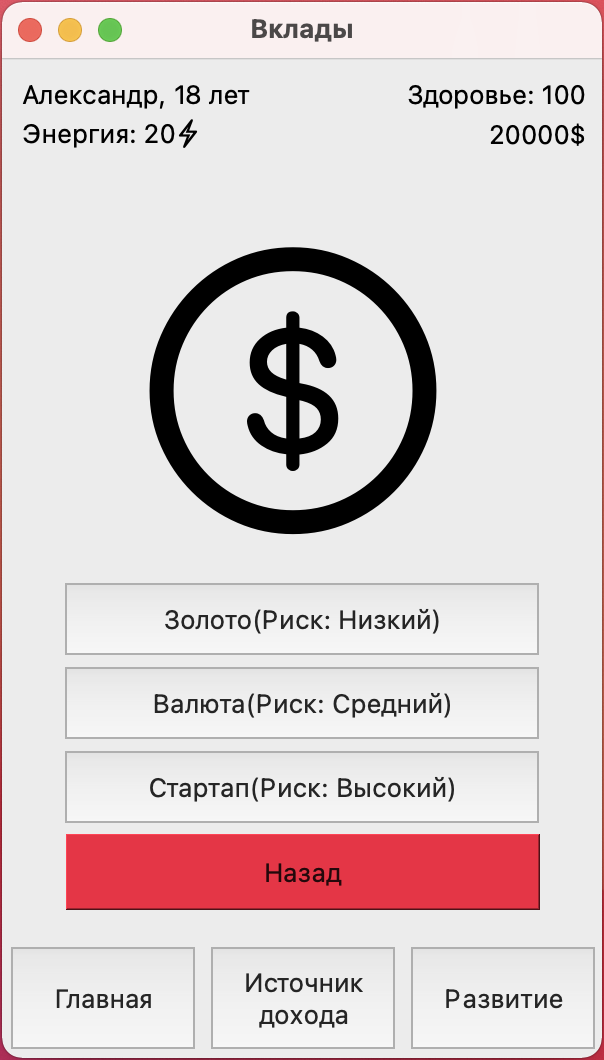 Вклады
Александр, 18 лет
Здоровье: 100
Энергия: 20⚡
20000$
$
Золото(Риск: Низкий)
Валюта(Риск: Средний)
Стартап(Риск: Высокий)
Назад
Главная
Источник
дохода
Развитие